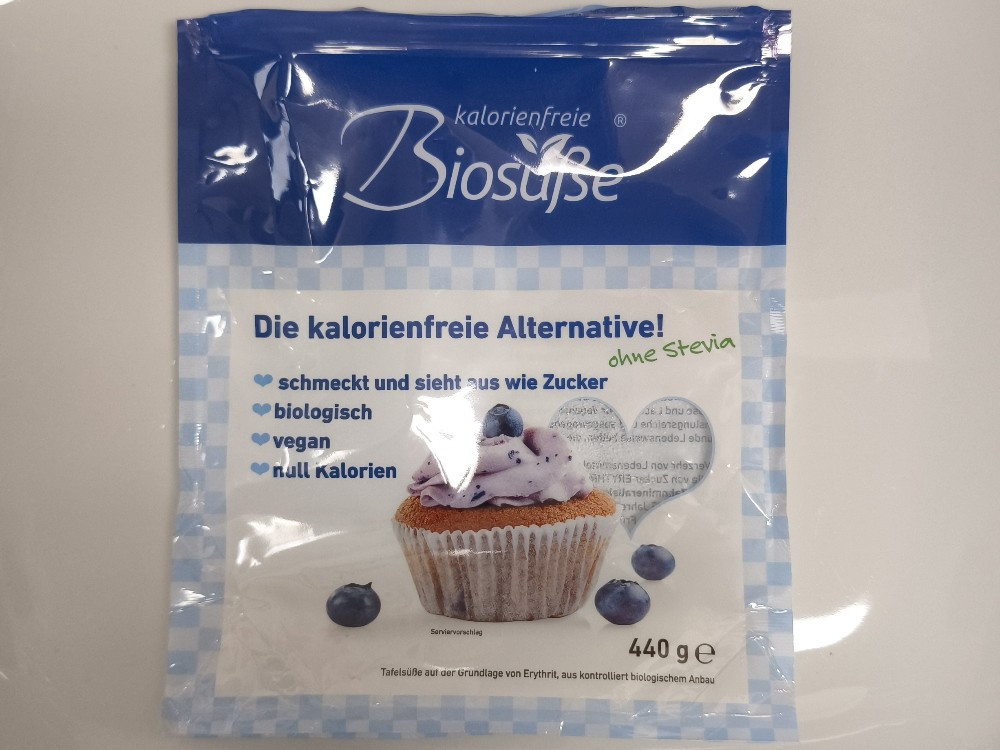 kalorienfreie ®
Biosüße
Die kalorienfreie Alternative!
ohne Stevia
schmeckt und sieht aus wie Zucker
biologisch
vegan
null Kalorien
Serviervorschlag
440 g ℮
Tafelsüße auf der Grundlage von Erythrit, aus kontrolliert biologischem Anbau